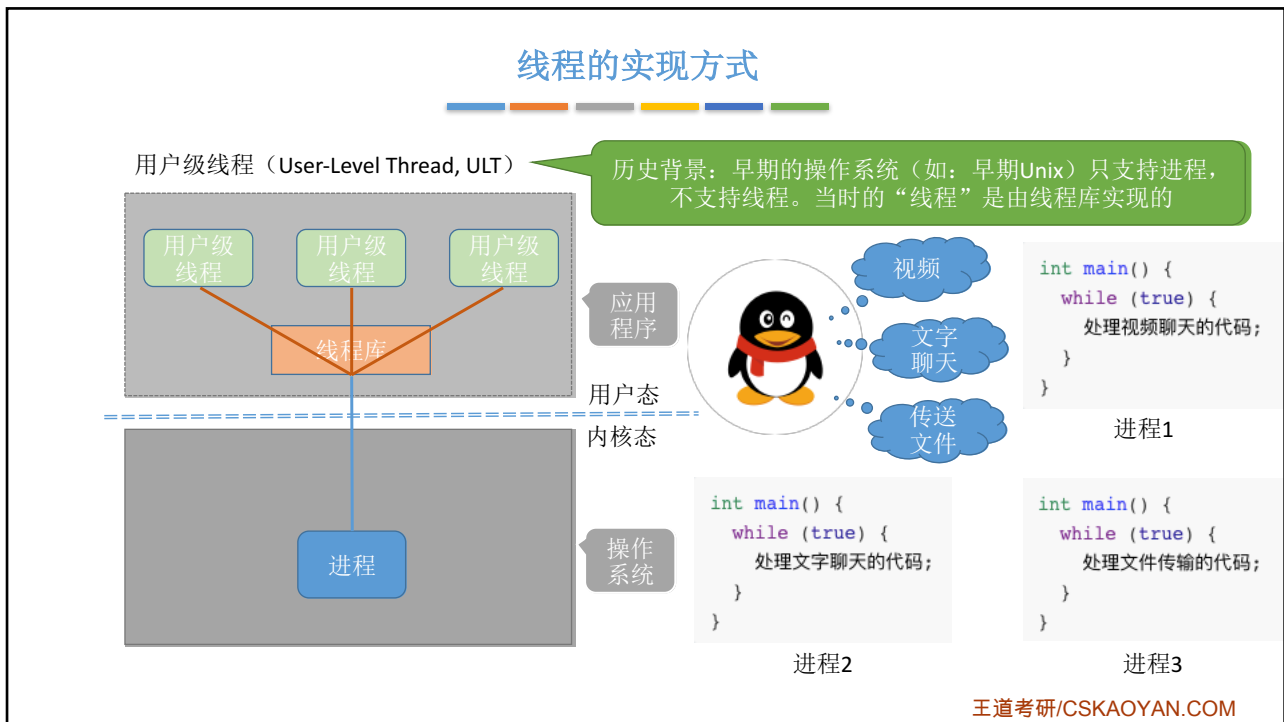 线程的实现方式
用户级线程（User-Level Thread, ULT）
历史背景：早期的操作系统（如：早期Unix）只支持进程，
不支持线程。当时的“线程”是由线程库实现的
用户级
线程
用户级
线程
用户级
线程
线程库
应用
程序
用户态
内核态
进程
操作
系统
视频
文字
聊天
传送
文件
int main() {
while (true) {
处理视频聊天的代码;
}
}
进程1
int main() {
while (true) {
处理文字聊天的代码;
}
}
进程2
int main() {
while (true) {
处理文件传输的代码;
}
}
进程3
王道考研/CSKAOYAN.COM